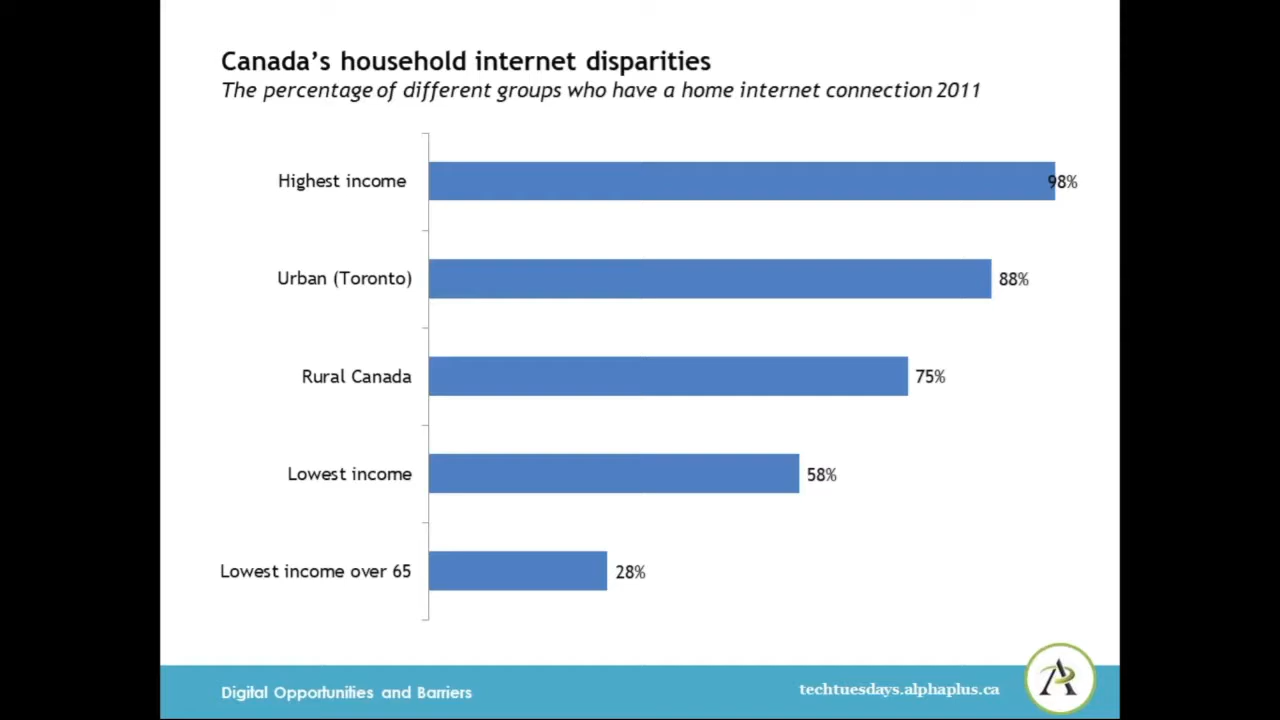 Canada’s household internet disparities
The percentage of different groups who have a home internet connection 2011
Highest income
98%
Urban (Toronto)
88%
Rural Canada
75%
Lowest income
58%
Lowest income over 65
28%
Digital Opportunities and Barriers
techtuesdays.alphaplus.ca